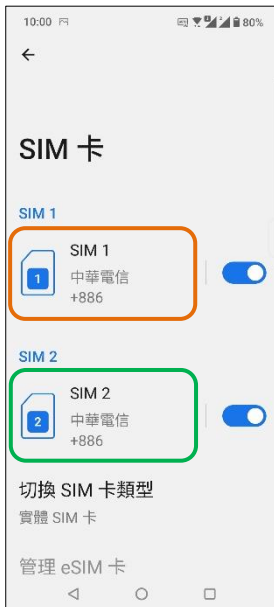 10:00
80%
SIM 卡
SIM 1
SIM 1
1
中華電信
+886
SIM 2
SIM 2
2
中華電信
+886
切換 SIM 卡類型
實體 SIM 卡
管理 eSIM 卡